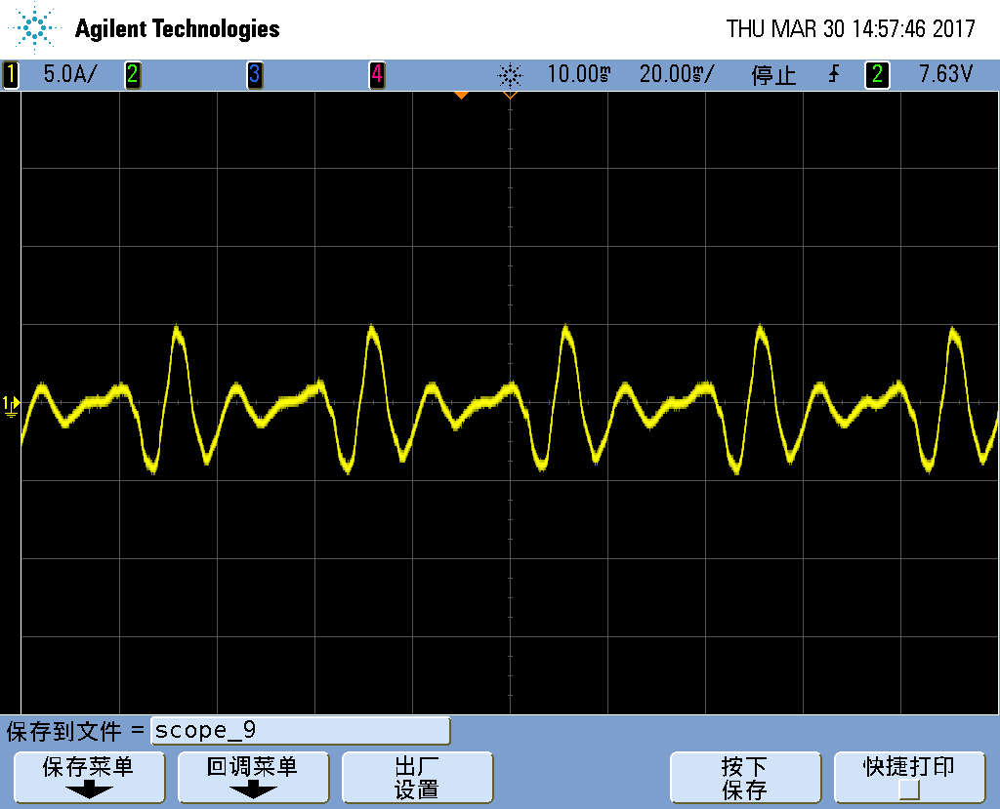 Agilent Technologies THU MAR 30 14:57:46 2017
1 5.0A/ 2 3 4 10.00ms 20.00ms/ 停止 2 7.63V
1
保存到文件 = scope_9
保存菜单 回调菜单 出厂 按下 快捷打印
设置 保存